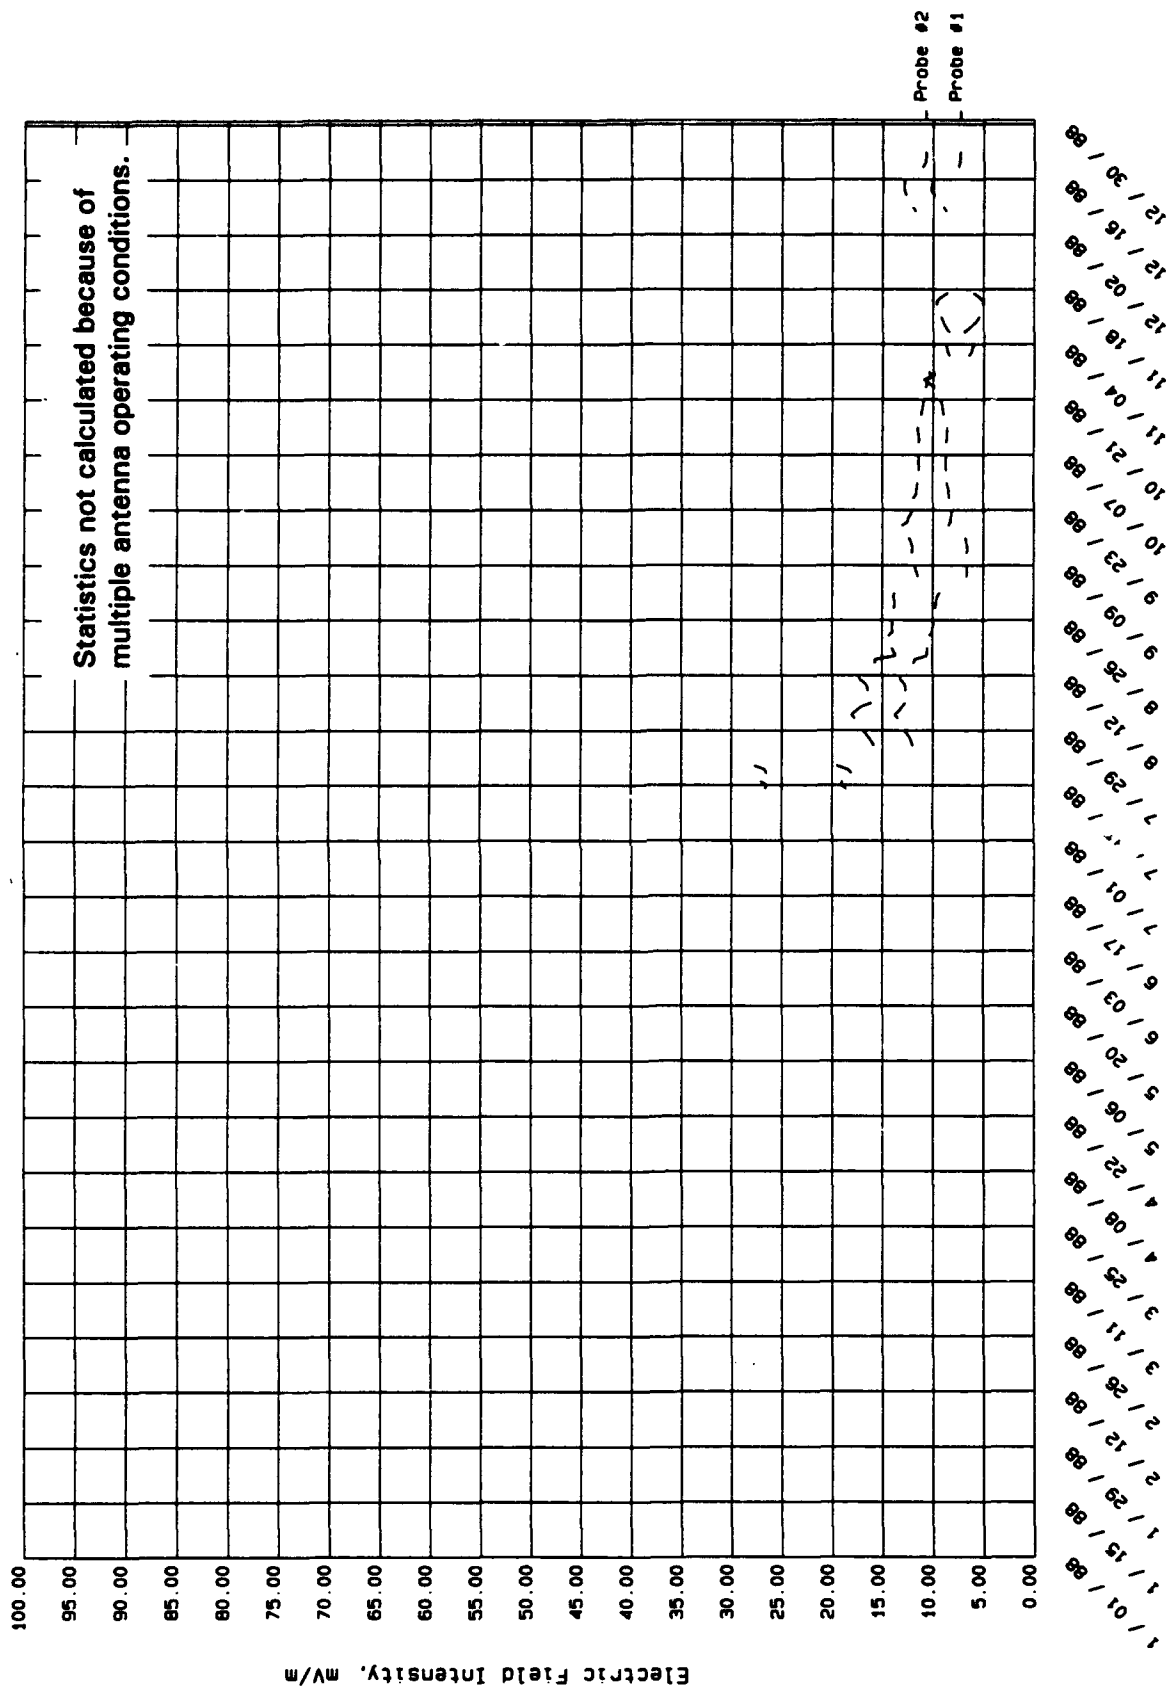 Statistics not calculated because of
multiple antenna operating conditions.
Electric Field Intensity, mV/m
100.00
95.00
90.00
85.00
80.00
75.00
70.00
65.00
60.00
55.00
50.00
45.00
40.00
35.00
30.00
25.00
20.00
15.00
10.00
5.00
0.00
Probe #2
Probe #1
1 / 01 / 88
1 / 15 / 88
1 / 29 / 88
2 / 12 / 88
2 / 26 / 88
3 / 11 / 88
3 / 25 / 88
4 / 08 / 88
4 / 22 / 88
5 / 06 / 88
5 / 20 / 88
6 / 03 / 88
6 / 17 / 88
7 / 01 / 88
7 / 88
7 / 29 / 88
8 / 12 / 88
8 / 26 / 88
9 / 09 / 88
9 / 23 / 88
10 / 07 / 88
10 / 21 / 88
11 / 04 / 88
11 / 18 / 88
12 / 02 / 88
12 / 16 / 88
12 / 30 / 88